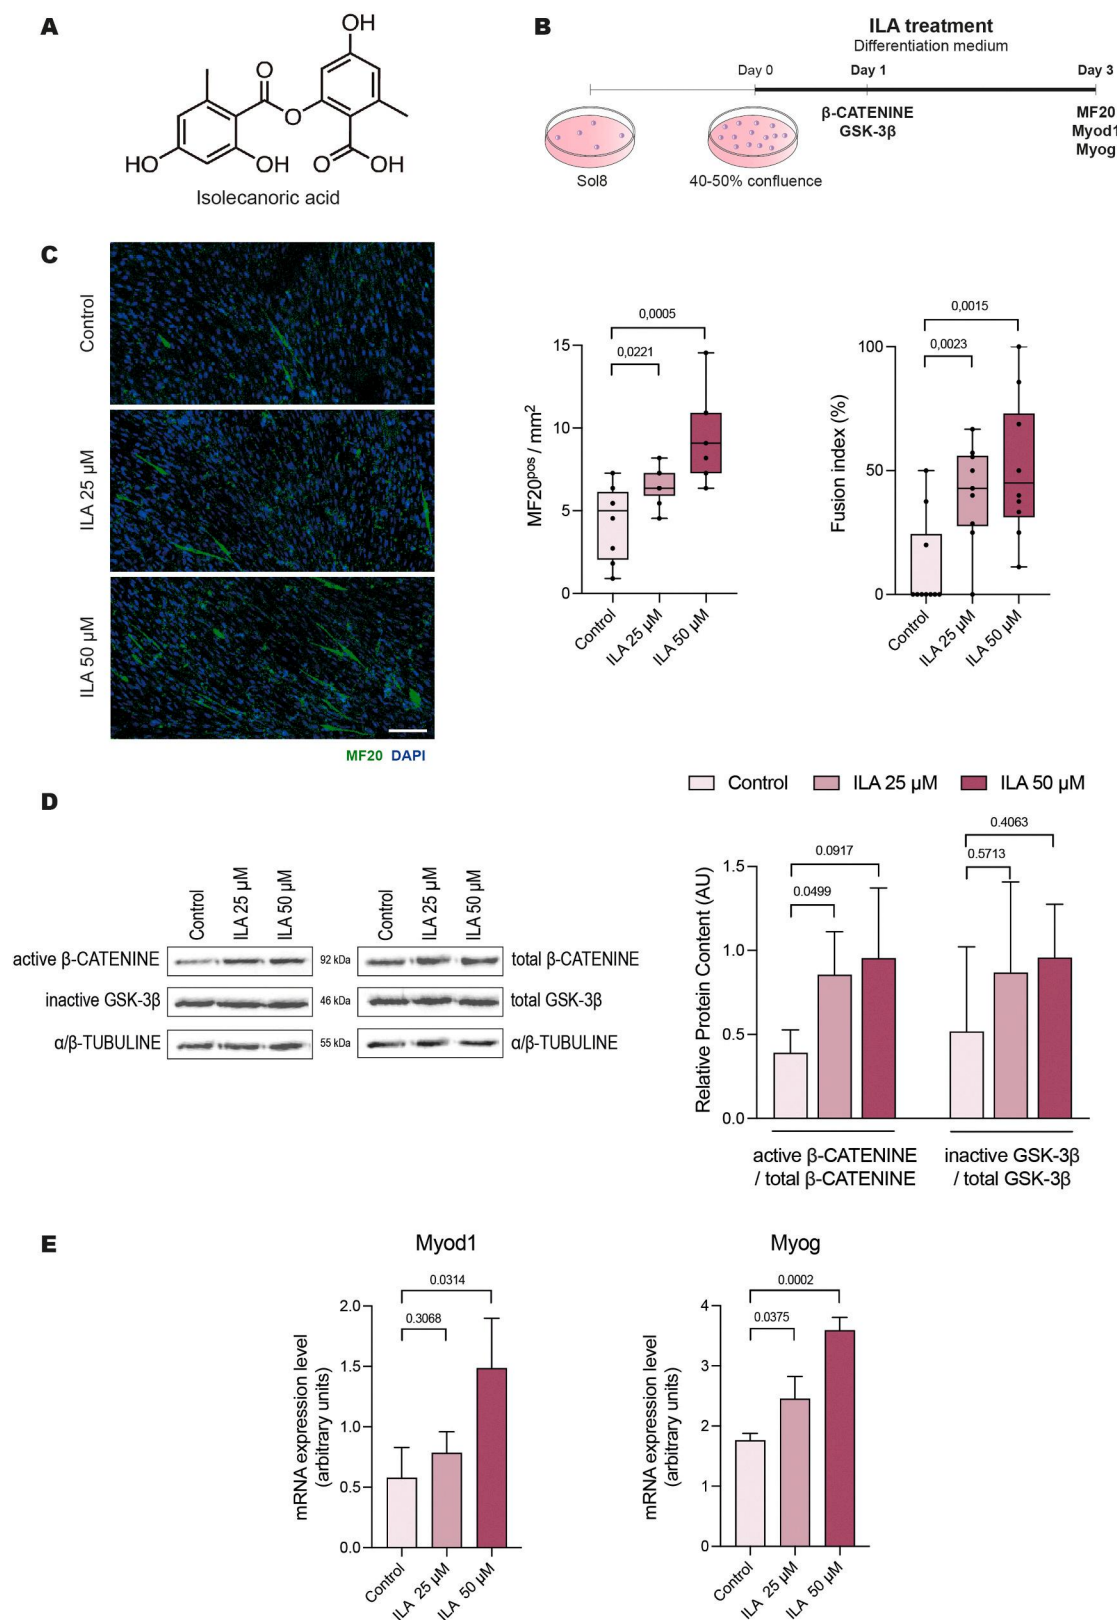 A
OH
O
O
HO
OH
O
OH
Isolecanoric acid
B
ILA treatment
Differentiation medium
Day 0
Day 1
Day 3
β-CATENINE
GSK-3β
MF20
Myod1
Myog
Sol8
40-50% confluence
C
Control
ILA 25 µM
ILA 50 µM
MF20 DAPI
MF20pos / mm2
15
10
5
0
0,0005
0,0221
Control
ILA 25 µM
ILA 50 µM
Fusion index (%)
100
50
0
0,0015
0,0023
Control
ILA 25 µM
ILA 50 µM
D
Control
ILA 25 µM
ILA 50 µM
Control
ILA 25 µM
ILA 50 µM
active β-CATENINE
92 kDa
total β-CATENINE
inactive GSK-3β
46 kDa
total GSK-3β
α/β-TUBULINE
55 kDa
α/β-TUBULINE
Control
ILA 25 µM
ILA 50 µM
Relative Protein Content (AU)
1.5
1.0
0.5
0.0
0.0917
0.0499
0.4063
0.5713
active β-CATENINE
/ total β-CATENINE
inactive GSK-3β
/ total GSK-3β
E
Myod1
mRNA expression level
(arbitrary units)
2.0
1.5
1.0
0.5
0.0
0.0314
0.3068
Control
ILA 25 µM
ILA 50 µM
Myog
mRNA expression level
(arbitrary units)
4
3
2
1
0
0.0002
0.0375
Control
ILA 25 µM
ILA 50 µM